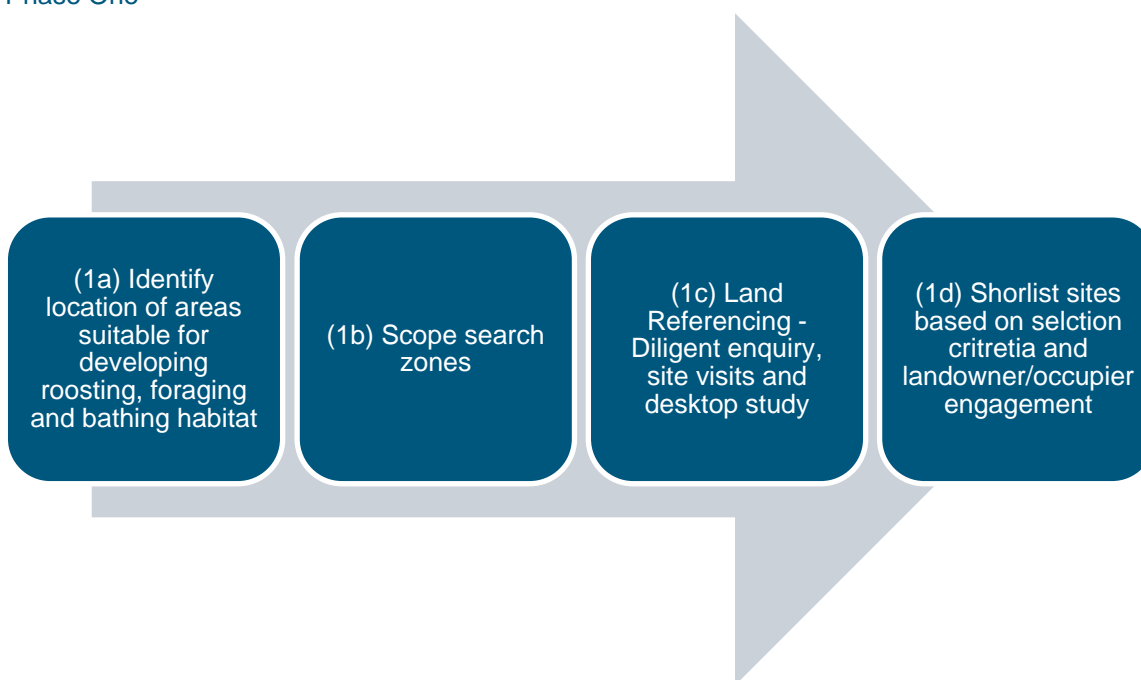 Phase One
(1a) Identify
location of areas
suitable for
developing
roosting, foraging
and bathing habitat
(1b) Scope search
zones
(1c) Land
Referencing -
Diligent enquiry,
site visits and
desktop study
(1d) Shorlist sites
based on selction
critretia and
landowner/occupier
engagement